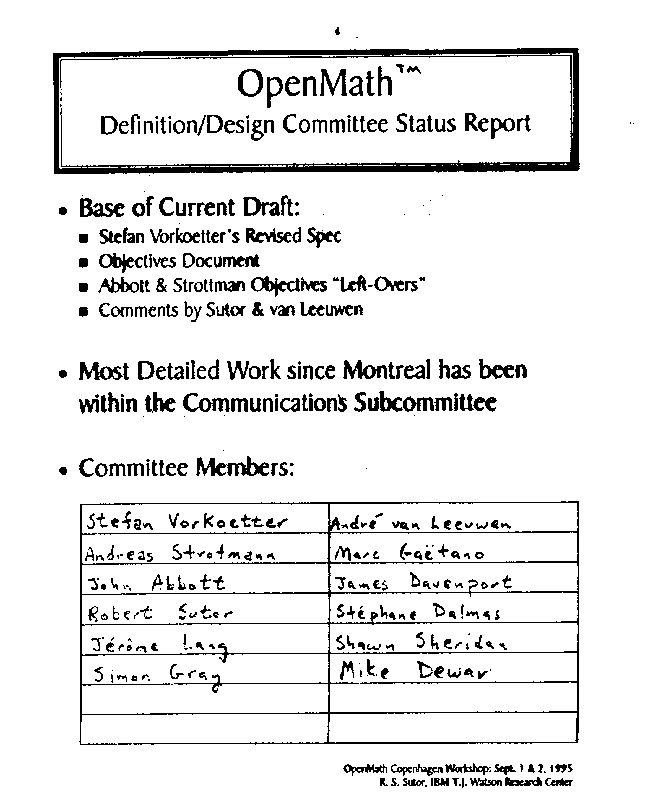 4
OpenMath™
Definition/Design Committee Status Report
• Base of Current Draft:
▪ Stefan Vorkoetter's Revised Spec
▪ Objectives Document
▪ Abbott & Strottman Objectives "Left-Overs"
▪ Comments by Sutor & van Leeuwen
• Most Detailed Work since Montreal has been
within the Communications Subcommittee
• Committee Members:
Stefan Vorkoetter André van Leeuwen
Andreas Strotmann Marc Gaëtano
John Abbott James Davenport
Robert Sutor Stéphane Dalmas
Jérôme Lang Shawn Sheridan
Simon Gray Mike Dewar
OpenMath Copenhagen Workshop: Sept. 1 & 2, 1995
R. S. Sutor, IBM T.J. Watson Research Center